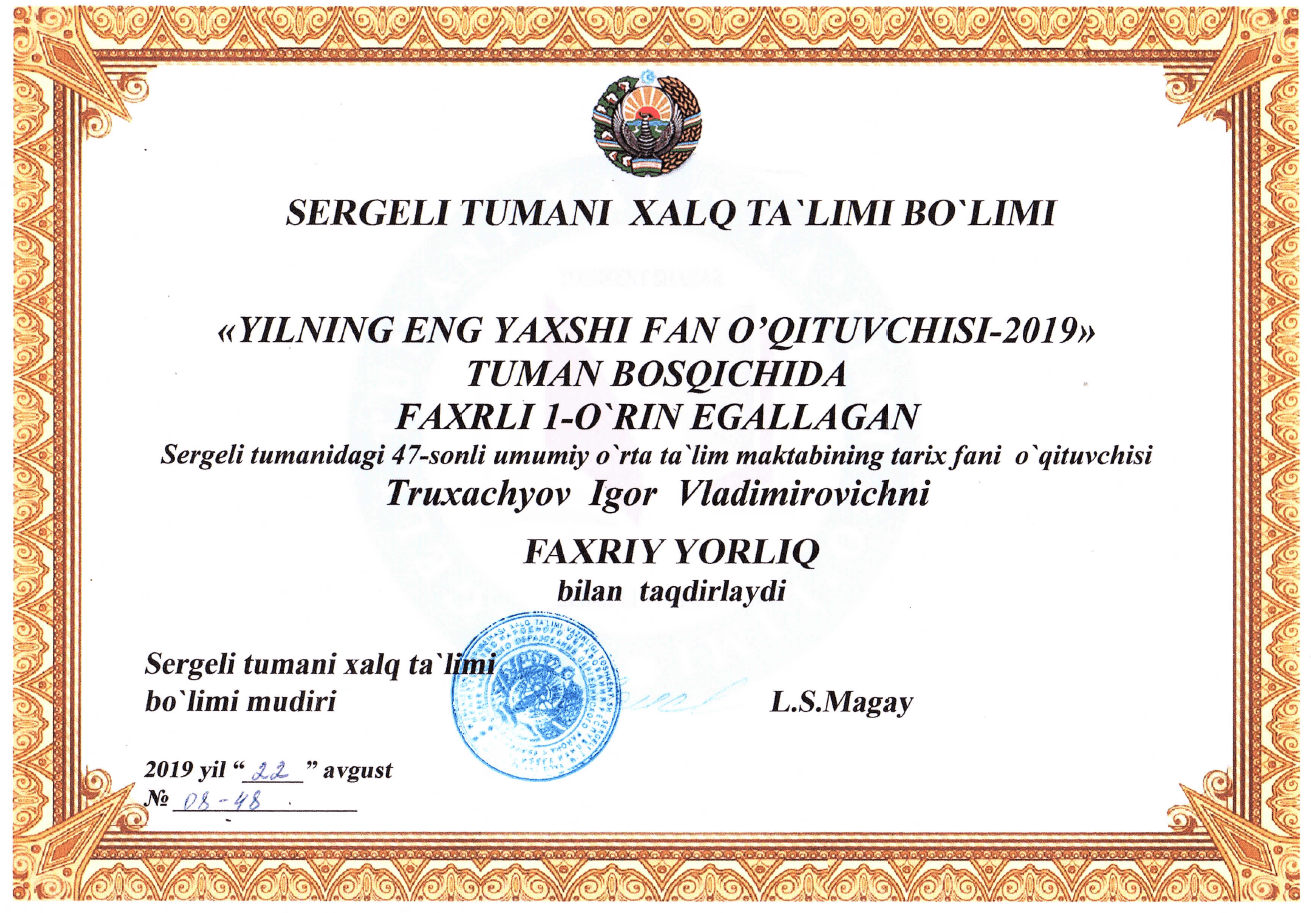 SERGELI TUMANI XALQ TA`LIMI BO`LIMI
«YILNING ENG YAXSHI FAN O’QITUVCHISI-2019»
TUMAN BOSQICHIDA
FAXRLI 1-O`RIN EGALLAGAN
Sergeli tumanidagi 47-sonli umumiy o`rta ta`lim maktabining tarix fani o`qituvchisi
Truxachyov Igor Vladimirovichni
FAXRIY YORLIQ
bilan taqdirlaydi
Sergeli tumani xalq ta`limi
bo`limi mudiri L.S.Magay
2019 yil “22” avgust
№ 08-48